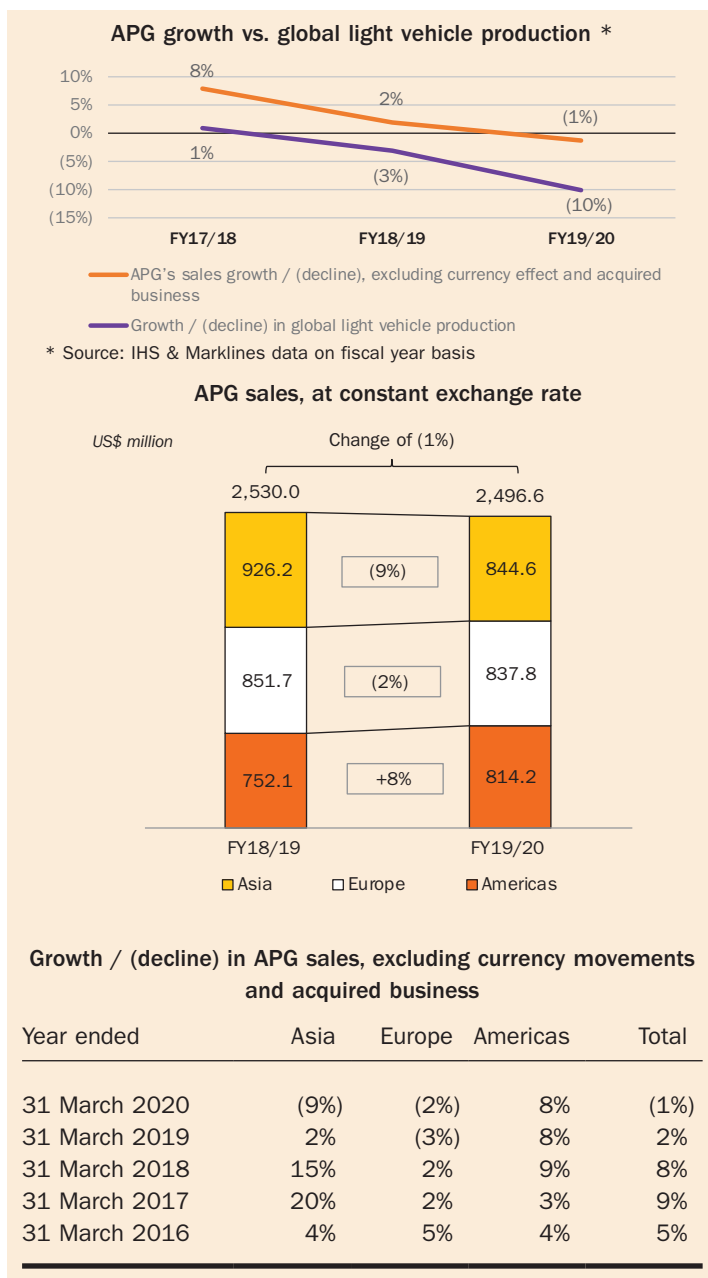 APG growth vs. global light vehicle production *
10%
5%
0%
(5%)
(10%)
(15%)
8%
2%
(1%)
1%
(3%)
(10%)
FY17/18 FY18/19 FY19/20
APG's sales growth / (decline), excluding currency effect and acquired
business
Growth / (decline) in global light vehicle production
* Source: IHS & Marklines data on fiscal year basis
APG sales, at constant exchange rate
US$ million
Change of (1%)
2,530.0 2,496.6
926.2 (9%) 844.6
851.7 (2%) 837.8
752.1 +8% 814.2
FY18/19 FY19/20
Asia Europe Americas
Growth / (decline) in APG sales, excluding currency movements
and acquired business
Year ended Asia Europe Americas Total
31 March 2020 (9%) (2%) 8% (1%)
31 March 2019 2% (3%) 8% 2%
31 March 2018 15% 2% 9% 8%
31 March 2017 20% 2% 3% 9%
31 March 2016 4% 5% 4% 5%